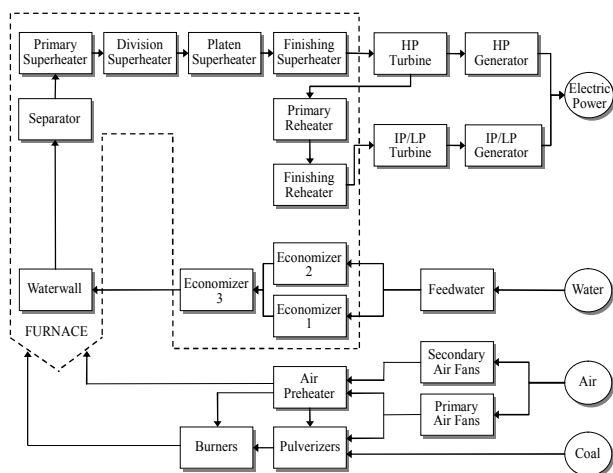 Primary
Superheater
Division
Superheater
Platen
Superheater
Finishing
Superheater
HP
Turbine
HP
Generator
Electric
Power
Separator
Primary
Reheater
IP/LP
Turbine
IP/LP
Generator
Finishing
Reheater
Economizer
2
Waterwall
Economizer
3
Feedwater
Water
Economizer
1
FURNACE
Secondary
Air Fans
Air
Preheater
Air
Primary
Air Fans
Burners
Pulverizers
Coal